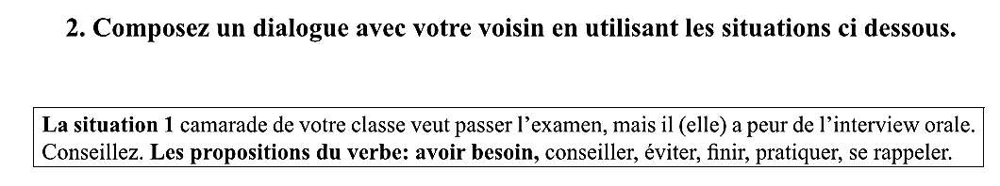 2. Composez un dialogue avec votre voisin en utilisant les situations ci dessous.
La situation 1 camarade de votre classe veut passer l’examen, mais il (elle) a peur de l’interview orale.
Conseillez. Les propositions du verbe: avoir besoin, conseiller, éviter, finir, pratiquer, se rappeler.